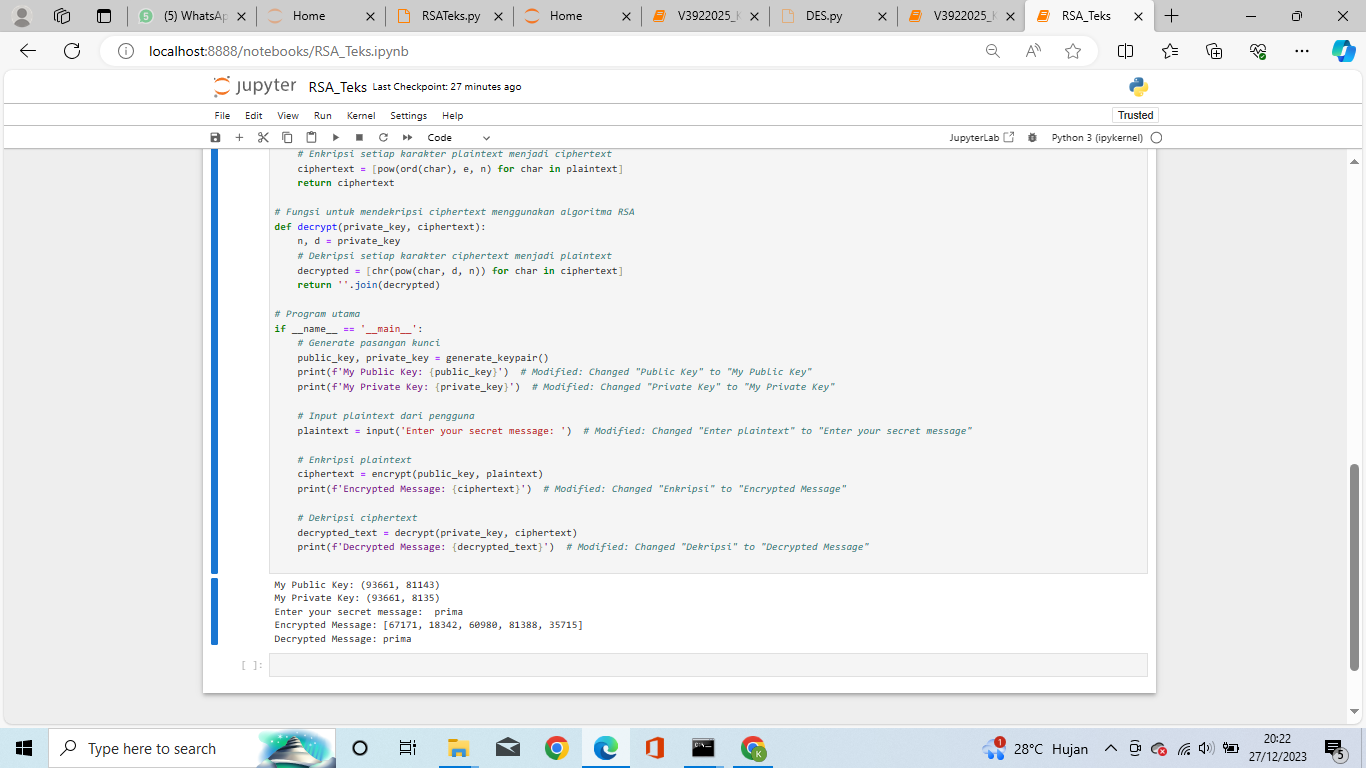 (5) WhatsAp
Home
RSATeks.py
Home
V3922025_K
DES.py
V3922025_K
RSA_Teks
localhost:8888/notebooks/RSA_Teks.ipynb
jupyter RSA_Teks Last Checkpoint: 27 minutes ago
File Edit View Run Kernel Settings Help Trusted
Code JupyterLab Python 3 (ipykernel)
# Enkripsi setiap karakter plaintext menjadi ciphertext
ciphertext = [pow(ord(char), e, n) for char in plaintext]
return ciphertext
# Fungsi untuk mendekripsi ciphertext menggunakan algoritma RSA
def decrypt(private_key, ciphertext):
n, d = private_key
# Dekripsi setiap karakter ciphertext menjadi plaintext
decrypted = [chr(pow(char, d, n)) for char in ciphertext]
return ''.join(decrypted)
# Program utama
if __name__ == '__main__':
# Generate pasangan kunci
public_key, private_key = generate_keypair()
print(f'My Public Key: {public_key}') # Modified: Changed "Public Key" to "My Public Key"
print(f'My Private Key: {private_key}') # Modified: Changed "Private Key" to "My Private Key"
# Input plaintext dari pengguna
plaintext = input('Enter your secret message: ') # Modified: Changed "Enter plaintext" to "Enter your secret message"
# Enkripsi plaintext
ciphertext = encrypt(public_key, plaintext)
print(f'Encrypted Message: {ciphertext}') # Modified: Changed "Enkripsi" to "Encrypted Message"
# Dekripsi ciphertext
decrypted_text = decrypt(private_key, ciphertext)
print(f'Decrypted Message: {decrypted_text}') # Modified: Changed "Dekripsi" to "Decrypted Message"
My Public Key: (93661, 81143)
My Private Key: (93661, 8135)
Enter your secret message: prima
Encrypted Message: [67171, 18342, 60980, 81388, 35715]
Decrypted Message: prima
[ ]:
Type here to search
1
28°C Hujan
20:22
27/12/2023
5